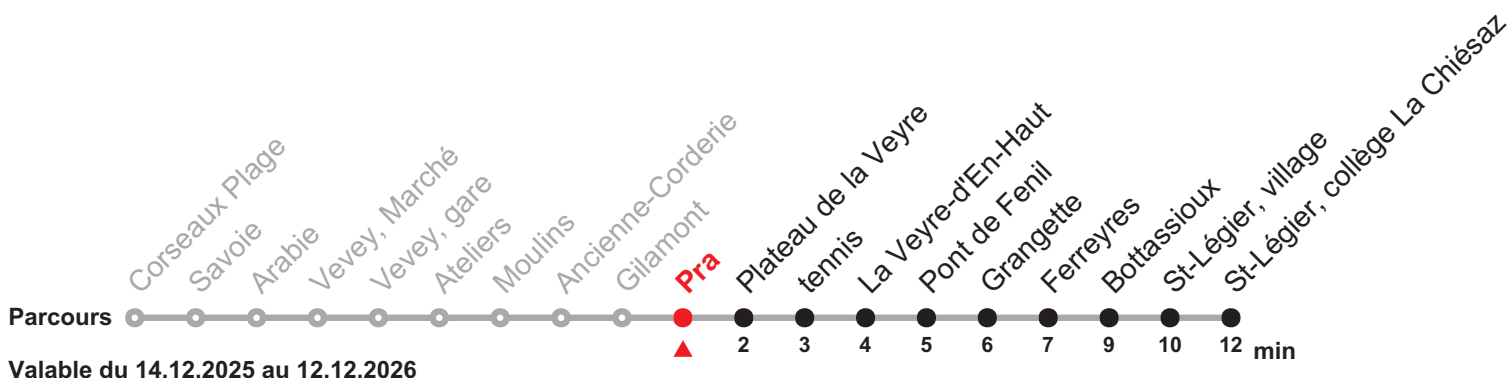 Corseaux Plage
Savoie
Arabie
Vevey, Marché
Vevey, gare
Ateliers
Moulins
Ancienne-Corderie
Gilamont
Pra
Plateau de la Veyre
tennis
La Veyre-d'En-Haut
Pont de Fenil
Grangette
Ferreyres
Bottassioux
St-Légier, village
St-Légier, collège La Chiésaz
Parcours
2 3 4 5 6 7 9 10 12 min
Valable du 14.12.2025 au 12.12.2026